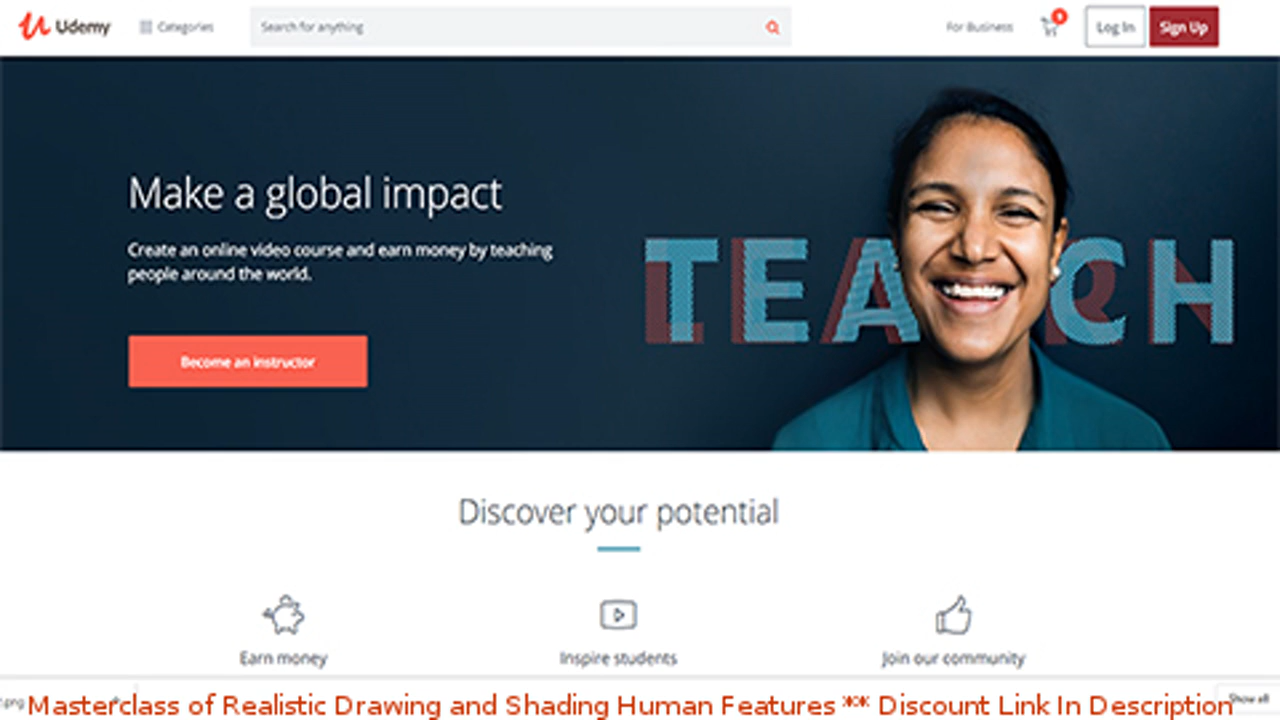 Udemy
Categories
Search for anything
For Business
Log In
Sign Up
Make a global impact
Create an online video course and earn money by teaching
people around the world.
TEACH
Become an instructor
Discover your potential
Earn money
Inspire students
Join our community
.png
Show all
Masterclass of Realistic Drawing and Shading Human Features ** Discount Link In Description